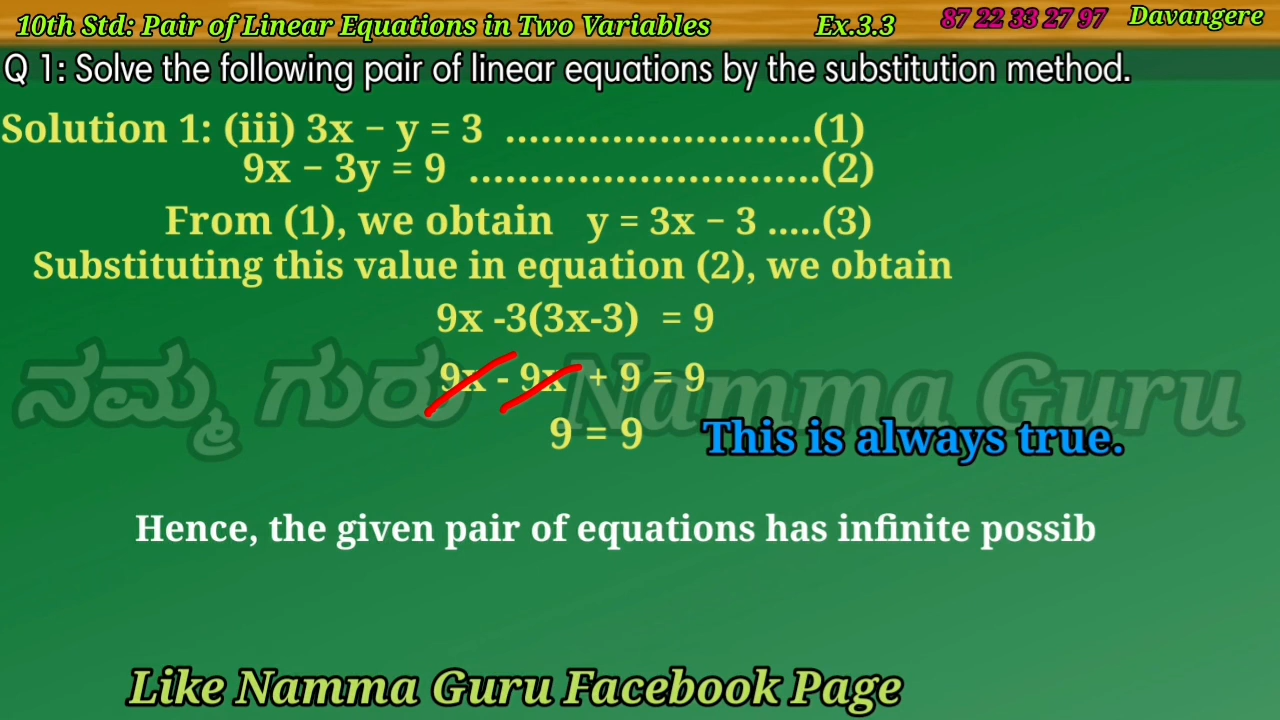 10th Std: Pair of Linear Equations in Two Variables Ex.3.3 87 22 33 27 97 Davangere
Q 1: Solve the following pair of linear equations by the substitution method.
Solution 1: (iii) 3x − y = 3 ..........................(1)
9x − 3y = 9 .............................(2)
From (1), we obtain y = 3x − 3 .....(3)
Substituting this value in equation (2), we obtain
9x -3(3x-3) = 9
9x - 9x + 9 = 9
ನಮ್ಮ ಗುರು Namma Guru
9 = 9 This is always true.
Hence, the given pair of equations has infinite possib
Like Namma Guru Facebook Page